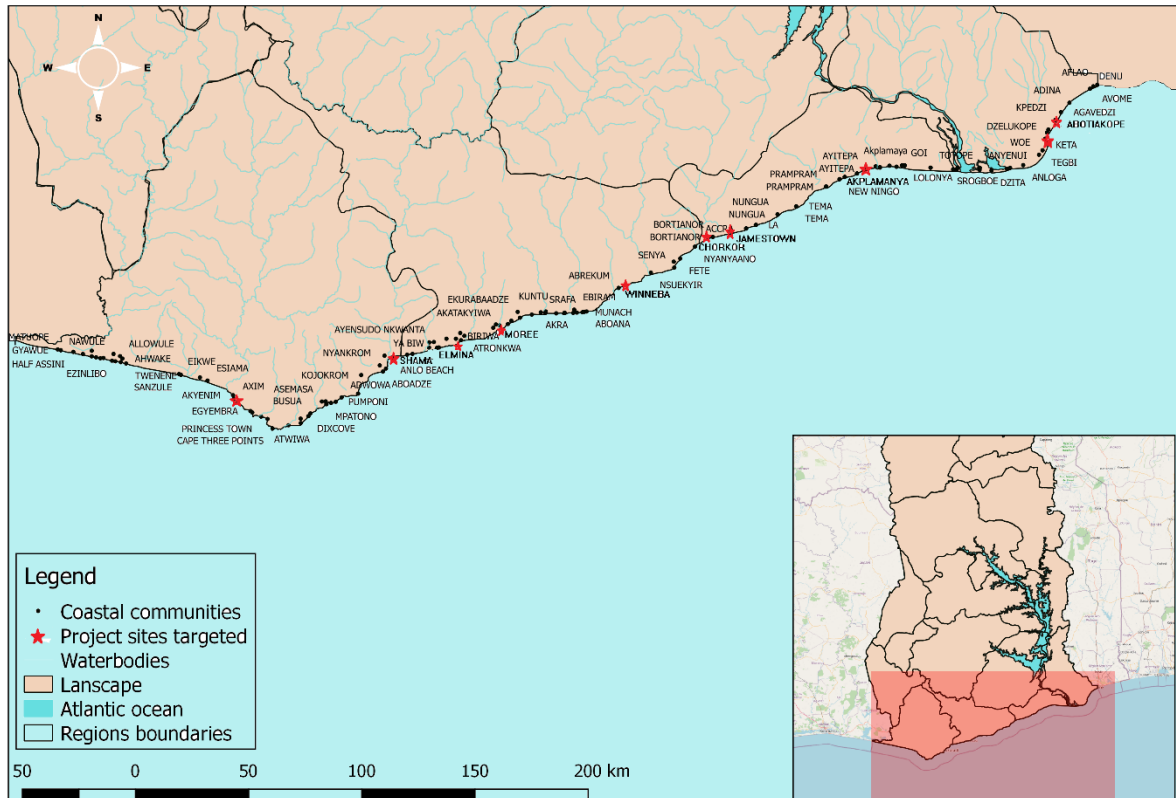 N
W E
S
AFLAO
DENU
ADINA
AVOME
KPEDZI
AGAVEDZI
ABOTIAKOPE
DZELUKOPE
WOE
KETA
TOTOPE
ANYENUI
TEGBI
Akplamaya
GOI
AYITEPA
AYITEPA
LOLONYA
SROGBOE
DZITA
ANLOGA
PRAMPRAM
PRAMPRAM
AKPLAMANYA
NEW NINGO
NUNGUA
NUNGUA
TEMA
TEMA
LA
BORTIANOR
BORTIANOR
ACCRA
JAMESTOWN
CHORKOR
NYANYAANO
SENYA
FETE
NSUEKYIR
ABREKUM
WINNEBA
EKURABAADZE
KUNTU
SRAFA
EBIRAM
MUNACH
ABOANA
AKRA
AKATAKYIWA
MOREE
AYENSUDO NKWANTA
BIRIWA
YA BIW
ELMINA
ATRONKWA
NYANKROM
SHAMA
ANLO BEACH
ABOADZE
KOJOKROM
ADWOWA
PUMPONI
ASEMASA
BUSUA
MPATONO
DIXCOVE
ATWIWA
NAWULE
ALLOWULE
GYAWUE
HALF ASSINI
EZINLIBO
AHWAKE
TWENENE
SANZULE
EIKWE
ESIAMA
AXIM
AKYENIM
EGYEMBRA
PRINCESS TOWN
CAPE THREE POINTS
Legend
Coastal communities
Project sites targeted
Waterbodies
Lanscape
Atlantic ocean
Regions boundaries
50 0 50 100 150 200 km